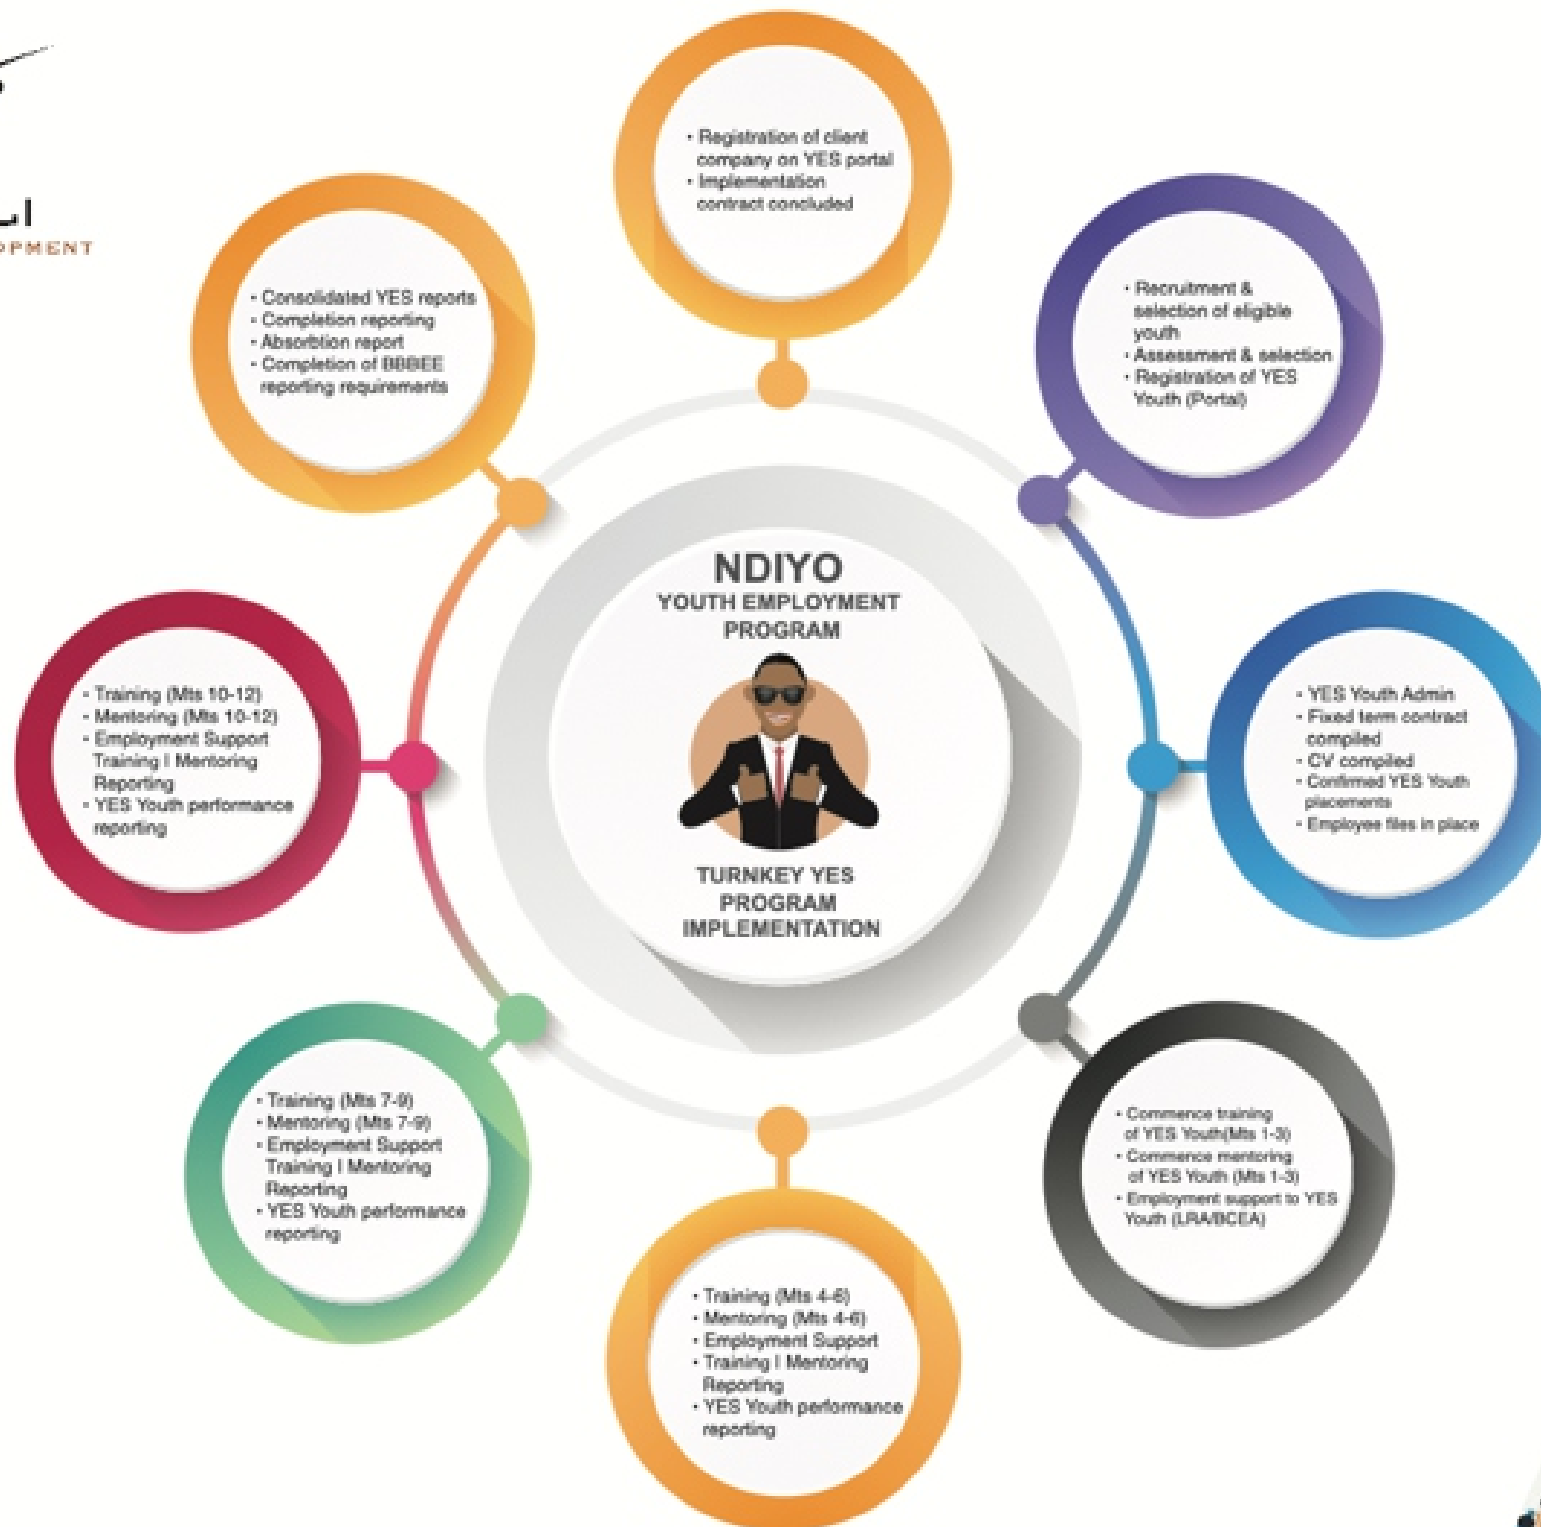 LI
OPMENT
• Registration of client
company on YES portal
• Implementation
contract concluded
• Recruitment &
selection of eligible
youth
• Assessment & selection
• Registration of YES
Youth (Portal)
• YES Youth Admin
• Fixed term contract
compiled
• CV compiled
• Confirmed YES Youth
placements
• Employee files in place
• Commence training
of YES Youth(Mts 1-3)
• Commence mentoring
of YES Youth (Mts 1-3)
• Employment support to YES
Youth (LRA/BCEA)
• Training (Mts 4-6)
• Mentoring (Mts 4-6)
• Employment Support
• Training | Mentoring
Reporting
• YES Youth performance
reporting
• Training (Mts 7-9)
• Mentoring (Mts 7-9)
• Employment Support
Training | Mentoring
Reporting
• YES Youth performance
reporting
• Training (Mts 10-12)
• Mentoring (Mts 10-12)
• Employment Support
Training | Mentoring
Reporting
• YES Youth performance
reporting
• Consolidated YES reports
• Completion reporting
• Absorbtion report
• Completion of BBBEE
reporting requirements
NDIYO
YOUTH EMPLOYMENT
PROGRAM
TURNKEY YES
PROGRAM
IMPLEMENTATION